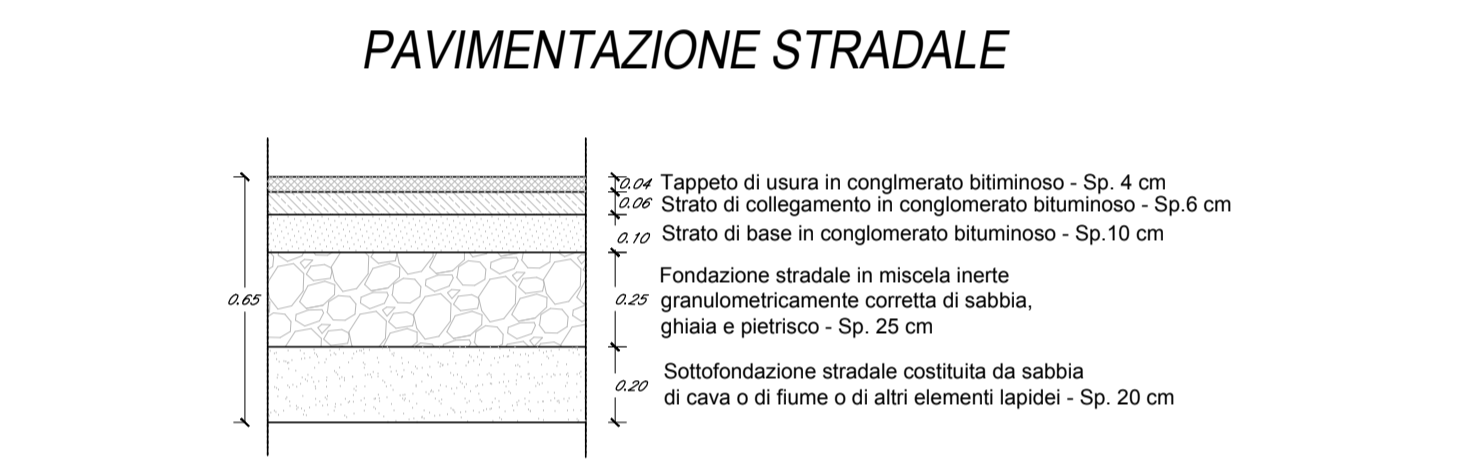 PAVIMENTAZIONE STRADALE
0.04 Tappeto di usura in conglmerato bitiminoso - Sp. 4 cm
0.06 Strato di collegamento in conglomerato bituminoso - Sp.6 cm
0.10 Strato di base in conglomerato bituminoso - Sp.10 cm
Fondazione stradale in miscela inerte
0.65
0.25 granulometricamente corretta di sabbia,
ghiaia e pietrisco - Sp. 25 cm
Sottofondazione stradale costituita da sabbia
0.20
di cava o di fiume o di altri elementi lapidei - Sp. 20 cm